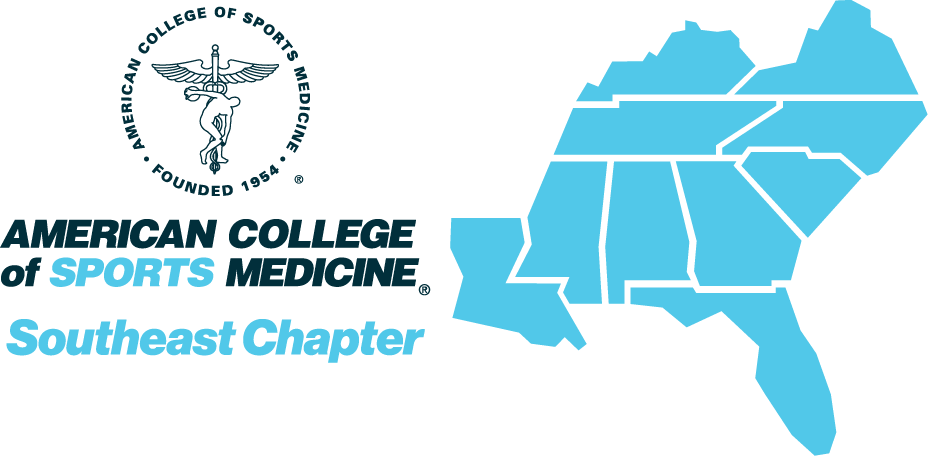 AMERICAN COLLEGE OF SPORTS MEDICINE
• FOUNDED 1954 •
®
AMERICAN COLLEGE
of SPORTS MEDICINE®
Southeast Chapter